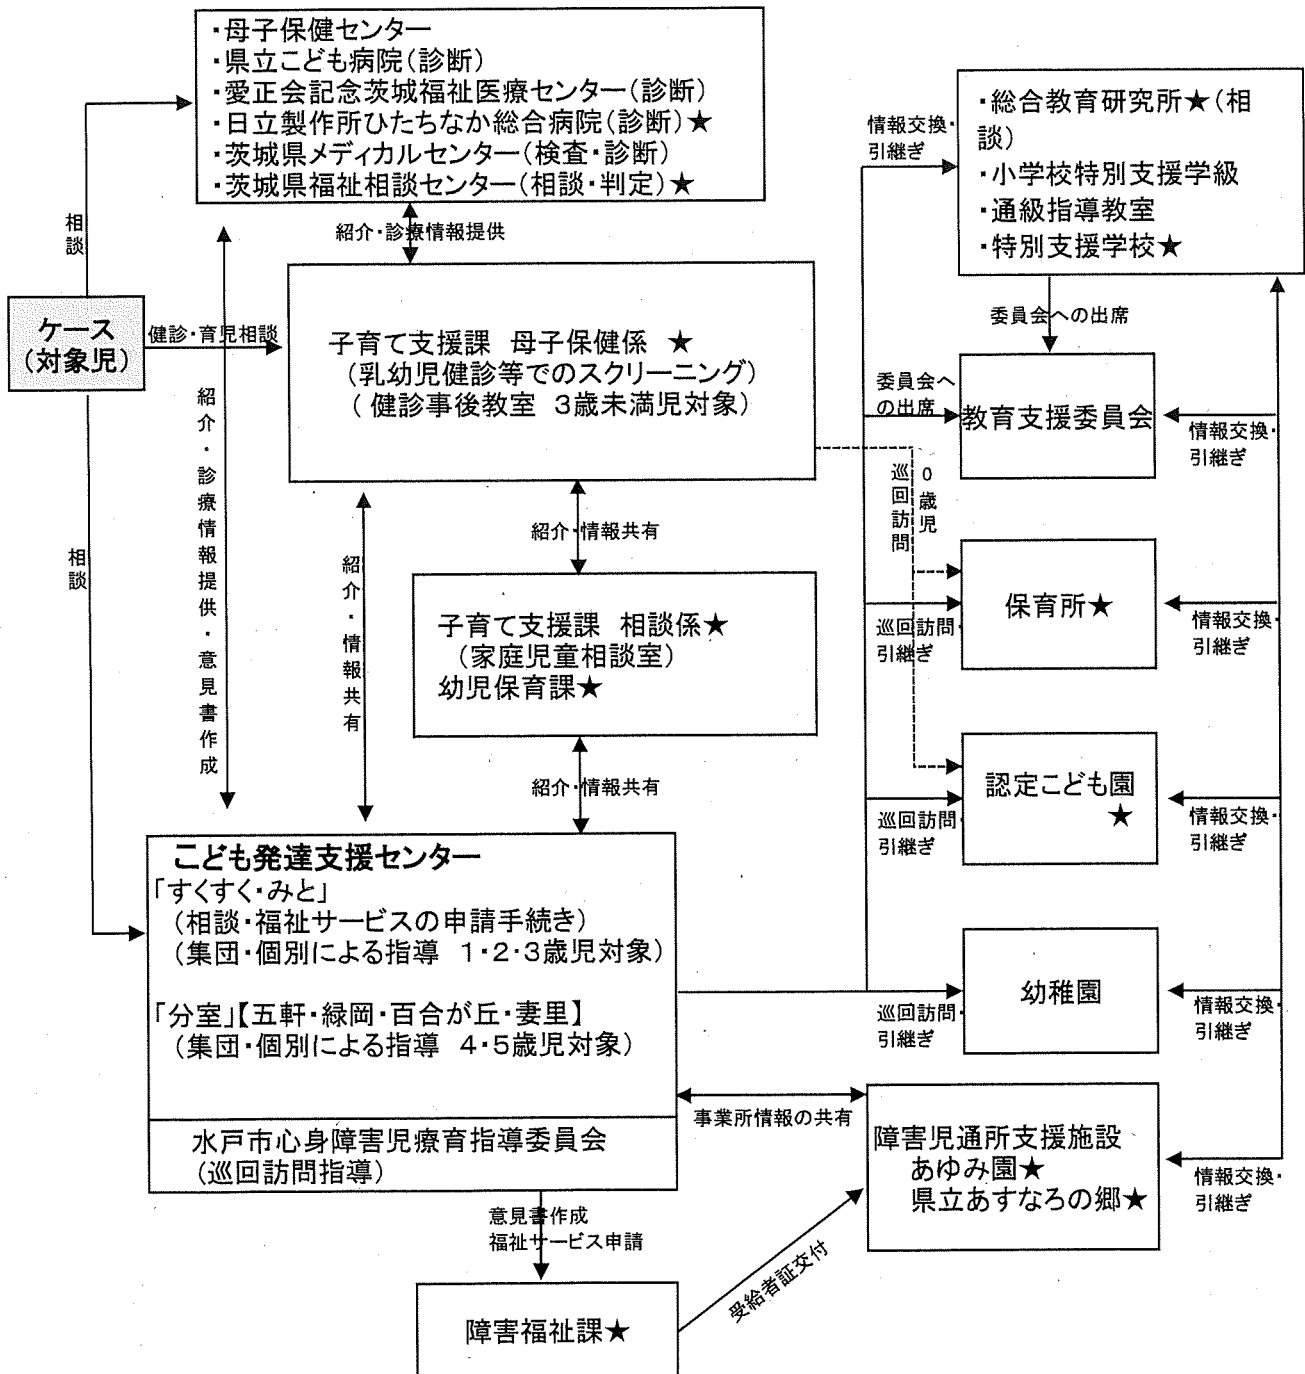 ・母子保健センター
・県立こども病院(診断)
・愛正会記念茨城福祉医療センター(診断)
・日立製作所ひたちなか総合病院(診断)★
・茨城県メディカルセンター(検査・診断)
・茨城県福祉相談センター(相談・判定)★
・総合教育研究所★(相
談)
・小学校特別支援学級
・通級指導教室
・特別支援学校★
情報交換・
引継ぎ
相談
紹介・診療情報提供
委員会への出席
ケース
(対象児)
健診・育児相談
子育て支援課 母子保健係 ★
(乳幼児健診等でのスクリーニング)
(健診事後教室 3歳未満児対象)
委員会へ
の出席
教育支援委員会
情報交換・
引継ぎ
巡回訪問
0歳児
紹介・診療情報提供・意見書作成
相談
紹介・情報共有
紹介・情報共有
子育て支援課 相談係★
(家庭児童相談室)
幼児保育課★
保育所★
巡回訪問・
引継ぎ
情報交換・
引継ぎ
紹介・情報共有
認定こども園
★
巡回訪問・
引継ぎ
情報交換・
引継ぎ
こども発達支援センター
「すくすく・みと」
(相談・福祉サービスの申請手続き)
(集団・個別による指導 1・2・3歳児対象)
「分室」【五軒・緑岡・百合が丘・妻里】
(集団・個別による指導 4・5歳児対象)
幼稚園
巡回訪問・
引継ぎ
情報交換・
引継ぎ
事業所情報の共有
水戸市心身障害児療育指導委員会
(巡回訪問指導)
障害児通所支援施設
あゆみ園★
県立あすなろの郷★
情報交換・
引継ぎ
意見書作成
福祉サービス申請
受給者証交付
障害福祉課★